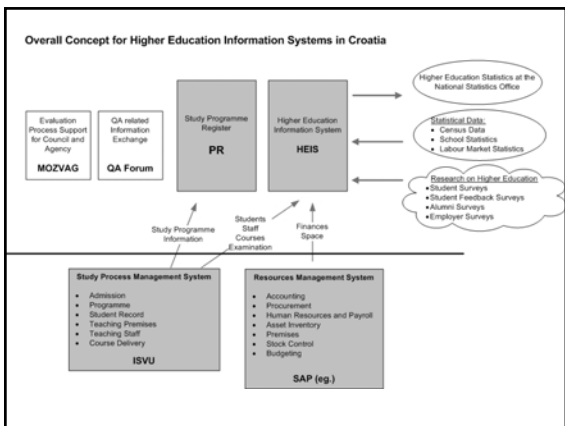 Overall Concept for Higher Education Information Systems in Croatia
Evaluation
Process Support
for Council and
Agency
MOZVAG
QA related
Information
Exchange
QA Forum
Study Programme
Register
PR
Higher Education
Information System
HEIS
Higher Education Statistics at the
National Statistics Office
Statistical Data:
• Census Data
• School Statistics
• Labour Market Statistics
Research on Higher Education
•Student Surveys
•Student Feedback Surveys
•Alumni Surveys
•Employer Surveys
Study Programme
Information
Students
Staff
Courses
Examination
Finances
Space
Study Process Management System
• Admission
• Programme
• Student Record
• Teaching Premises
• Teaching Staff
• Course Delivery
ISVU
Resources Management System
• Accounting
• Procurement
• Human Resources and Payroll
• Asset Inventory
• Premises
• Stock Control
• Budgeting
SAP (eg.)